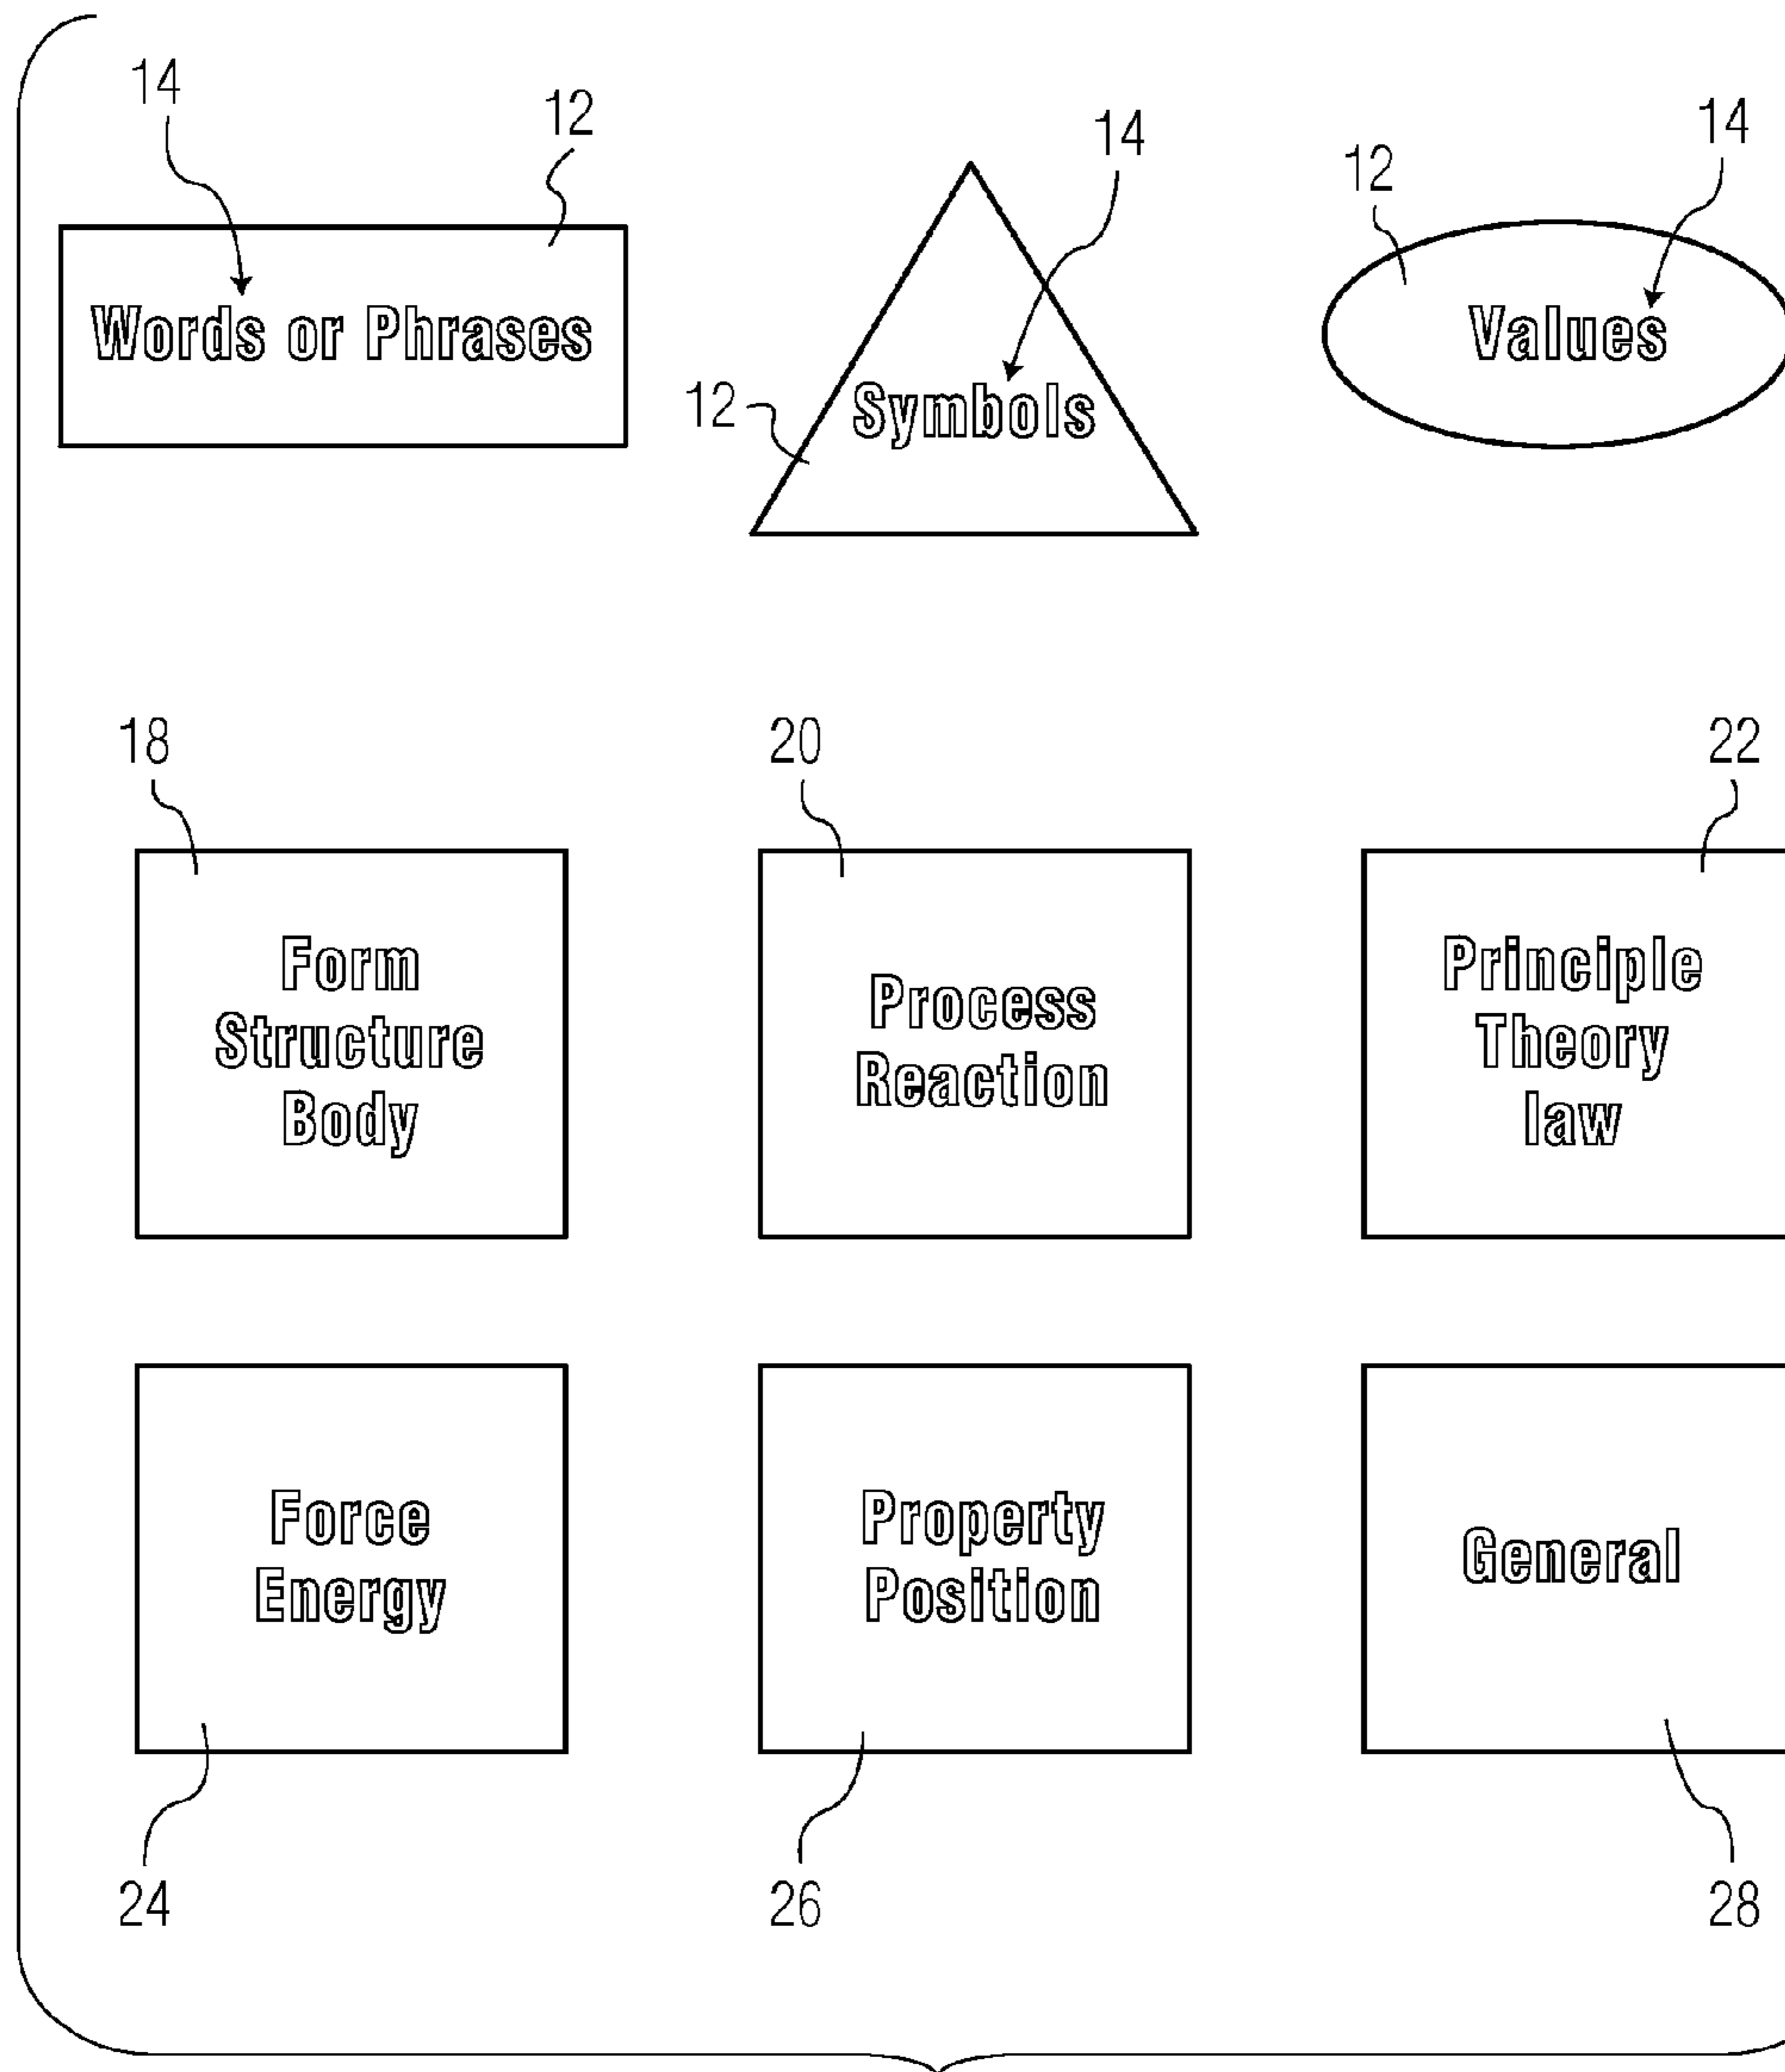 14
12
14
12
14
Words or Phrases
12
Symbols
Values
18
20
22
Form
Structure
Body
Process
Reaction
Principle
Theory
law
Force
Energy
Property
Position
General
24
26
28